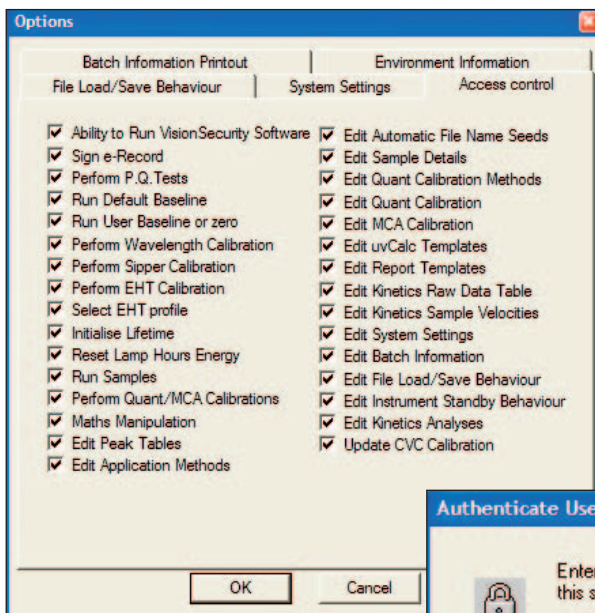 Options
Batch Information Printout
Environment Information
File Load/Save Behaviour
System Settings
Access control
Ability to Run VisionSecurity Software
Sign e-Record
Perform P.Q.Tests
Run Default Baseline
Run User Baseline or zero
Perform Wavelength Calibration
Perform Sipper Calibration
Perform EHT Calibration
Select EHT profile
Initialise Lifetime
Reset Lamp Hours Energy
Run Samples
Perform Quant/MCA Calibrations
Maths Manipulation
Edit Peak Tables
Edit Application Methods
Edit Automatic File Name Seeds
Edit Sample Details
Edit Quant Calibration Methods
Edit Quant Calibration
Edit MCA Calibration
Edit uvCalc Templates
Edit Report Templates
Edit Kinetics Raw Data Table
Edit Kinetics Sample Velocities
Edit System Settings
Edit Batch Information
Edit File Load/Save Behaviour
Edit Instrument Standby Behaviour
Edit Kinetics Analyses
Update CVC Calibration
OK
Cancel
Authenticate Use
Enter
this s